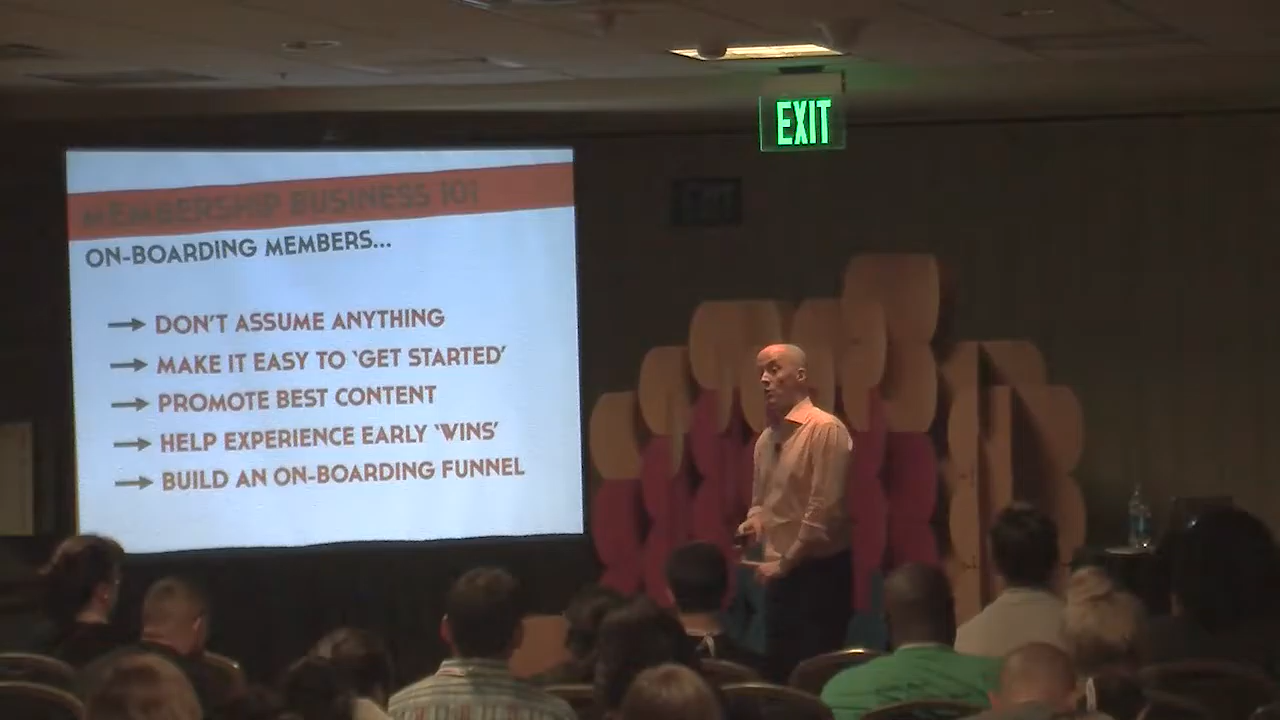 EXIT
MEMBERSHIP BUSINESS 101
ON-BOARDING MEMBERS...
→ DON'T ASSUME ANYTHING
→ MAKE IT EASY TO 'GET STARTED'
→ PROMOTE BEST CONTENT
→ HELP EXPERIENCE EARLY 'WINS'
→ BUILD AN ON-BOARDING FUNNEL